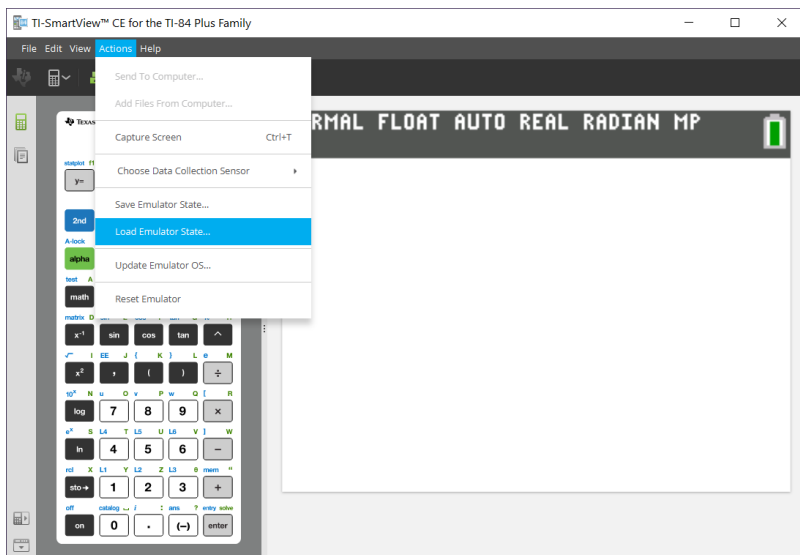 TI-SmartView™ CE for the TI-84 Plus Family
File Edit View Actions Help
Send To Computer...
Add Files From Computer...
Capture Screen Ctrl+T
Choose Data Collection Sensor
Save Emulator State...
Load Emulator State...
Update Emulator OS...
Reset Emulator
RMAL FLOAT AUTO REAL RADIAN MP
TEXAS
statplot f1
y=
2nd
A-lock
alpha
test A
math
matrix D
x⁻¹ sin cos tan ^
√ I EE J { K } L e M
x² , ( ) ÷
10ˣ N u O v P w Q [ R
log 7 8 9 ×
eˣ S L4 T L5 U L6 V ] W
ln 4 5 6 −
rcl X L1 Y L2 Z L3 θ mem "
sto→ 1 2 3 +
off catalog ⎵ i : ans ? entry solve
on 0 . (−) enter